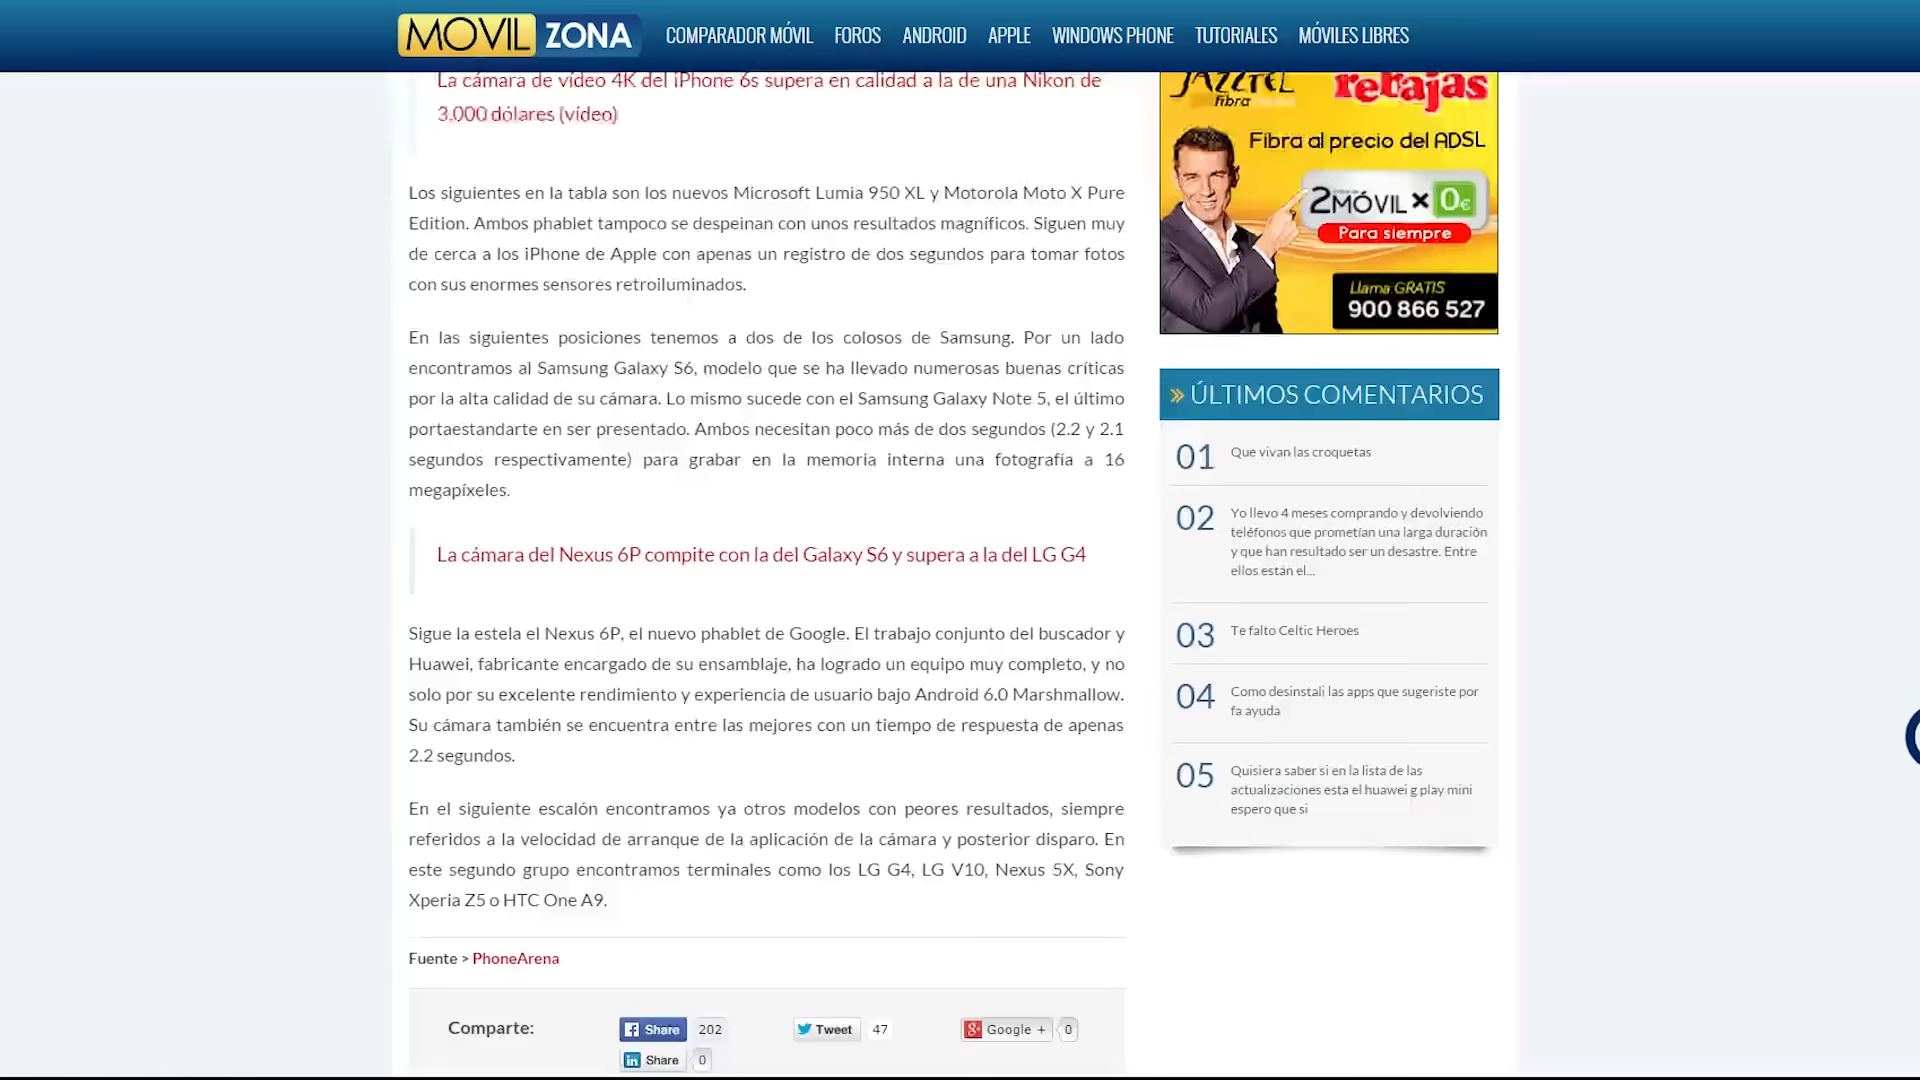 MOVIL ZONA
COMPARADOR MÓVIL FOROS ANDROID APPLE WINDOWS PHONE TUTORIALES MÓVILES LIBRES
La cámara de vídeo 4K del iPhone 6s supera en calidad a la de una Nikon de
3.000 dólares (vídeo)
Los siguientes en la tabla son los nuevos Microsoft Lumia 950 XL y Motorola Moto X Pure
Edition. Ambos phablet tampoco se despeinan con unos resultados magníficos. Siguen muy
de cerca a los iPhone de Apple con apenas un registro de dos segundos para tomar fotos
con sus enormes sensores retroiluminados.
En las siguientes posiciones tenemos a dos de los colosos de Samsung. Por un lado
encontramos al Samsung Galaxy S6, modelo que se ha llevado numerosas buenas críticas
por la alta calidad de su cámara. Lo mismo sucede con el Samsung Galaxy Note 5, el último
portaestandarte en ser presentado. Ambos necesitan poco más de dos segundos (2.2 y 2.1
segundos respectivamente) para grabar en la memoria interna una fotografía a 16
megapíxeles.
La cámara del Nexus 6P compite con la del Galaxy S6 y supera a la del LG G4
Sigue la estela el Nexus 6P, el nuevo phablet de Google. El trabajo conjunto del buscador y
Huawei, fabricante encargado de su ensamblaje, ha logrado un equipo muy completo, y no
solo por su excelente rendimiento y experiencia de usuario bajo Android 6.0 Marshmallow.
Su cámara también se encuentra entre las mejores con un tiempo de respuesta de apenas
2.2 segundos.
En el siguiente escalón encontramos ya otros modelos con peores resultados, siempre
referidos a la velocidad de arranque de la aplicación de la cámara y posterior disparo. En
este segundo grupo encontramos terminales como los LG G4, LG V10, Nexus 5X, Sony
Xperia Z5 o HTC One A9.
Fuente > PhoneArena
Comparte:
Share 202
Tweet 47
Google + 0
Share 0
JAZZTEL rebajas
fibra
Fibra al precio del ADSL
2MÓVIL x 0€
Para siempre
Llama GRATIS
900 866 527
» ÚLTIMOS COMENTARIOS
01 Que vivan las croquetas
02 Yo llevo 4 meses comprando y devolviendo
teléfonos que prometían una larga duración
y que han resultado ser un desastre. Entre
ellos están el...
03 Te falto Celtic Heroes
04 Como desinstali las apps que sugeriste por
fa ayuda
05 Quisiera saber si en la lista de las
actualizaciones esta el huawei g play mini
espero que si